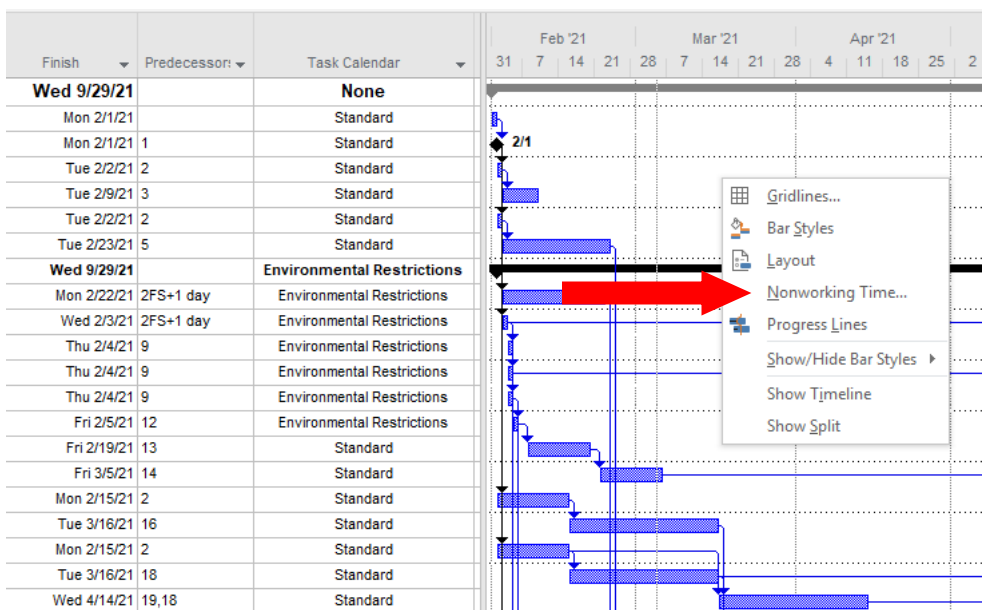 Feb '21 Mar '21 Apr '21
Finish Predecessors Task Calendar 31 7 14 21 28 7 14 21 28 4 11 18 25 2
Wed 9/29/21 None
Mon 2/1/21 Standard
Mon 2/1/21 1 Standard 2/1
Tue 2/2/21 2 Standard
Tue 2/9/21 3 Standard
Tue 2/2/21 2 Standard
Tue 2/23/21 5 Standard
Wed 9/29/21 Environmental Restrictions
Mon 2/22/21 2FS+1 day Environmental Restrictions
Wed 2/3/21 2FS+1 day Environmental Restrictions
Thu 2/4/21 9 Environmental Restrictions
Thu 2/4/21 9 Environmental Restrictions
Thu 2/4/21 9 Environmental Restrictions
Fri 2/5/21 12 Environmental Restrictions
Fri 2/19/21 13 Standard
Fri 3/5/21 14 Standard
Mon 2/15/21 2 Standard
Tue 3/16/21 16 Standard
Mon 2/15/21 2 Standard
Tue 3/16/21 18 Standard
Wed 4/14/21 19,18 Standard
Gridlines...
Bar Styles
Layout
Nonworking Time...
Progress Lines
Show/Hide Bar Styles
Show Timeline
Show Split